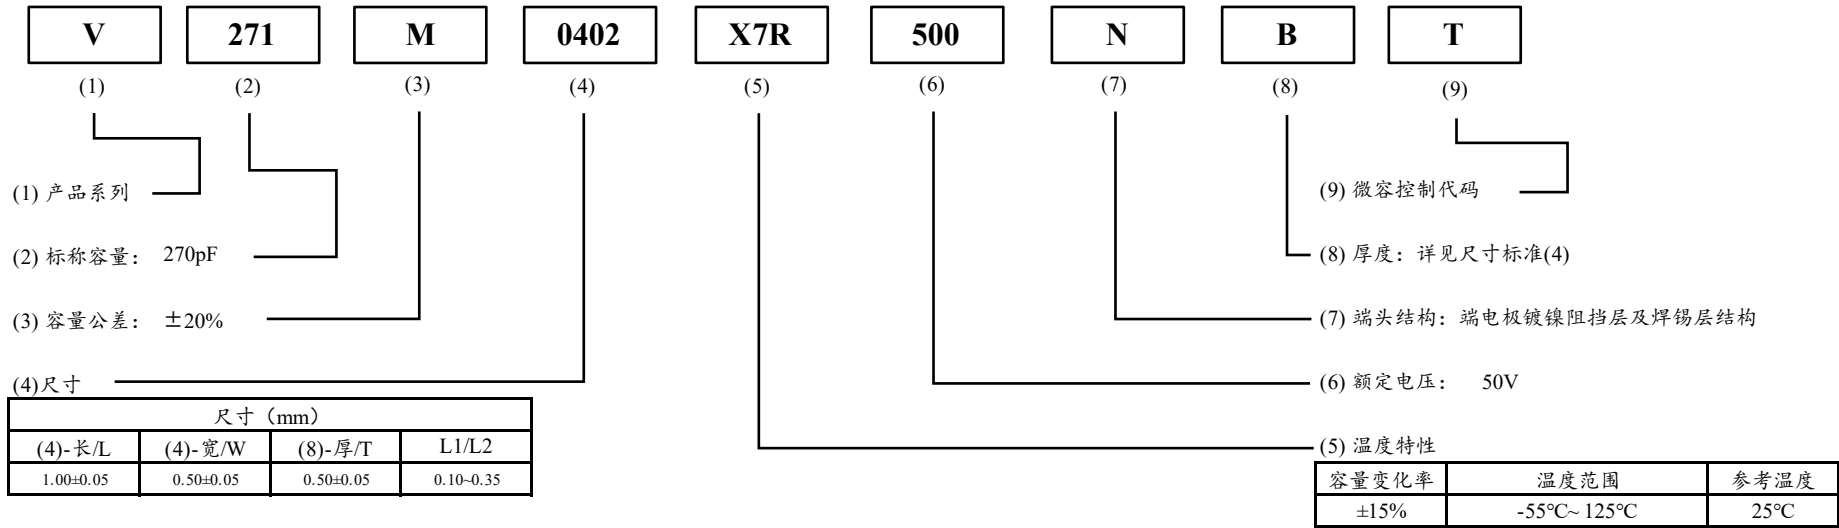 V 271 M 0402 X7R 500 N B T
(1) (2) (3) (4) (5) (6) (7) (8) (9)
(1) 产品系列
(9) 微容控制代码
(2) 标称容量： 270pF
(8) 厚度：详见尺寸标准(4)
(3) 容量公差： ±20%
(7) 端头结构：端电极镀镍阻挡层及焊锡层结构
(4)尺寸
(6) 额定电压： 50V
尺寸（mm）
(4)-长/L (4)-宽/W (8)-厚/T L1/L2
1.00±0.05 0.50±0.05 0.50±0.05 0.10~0.35
(5) 温度特性
容量变化率 温度范围 参考温度
±15% -55℃~ 125℃ 25℃